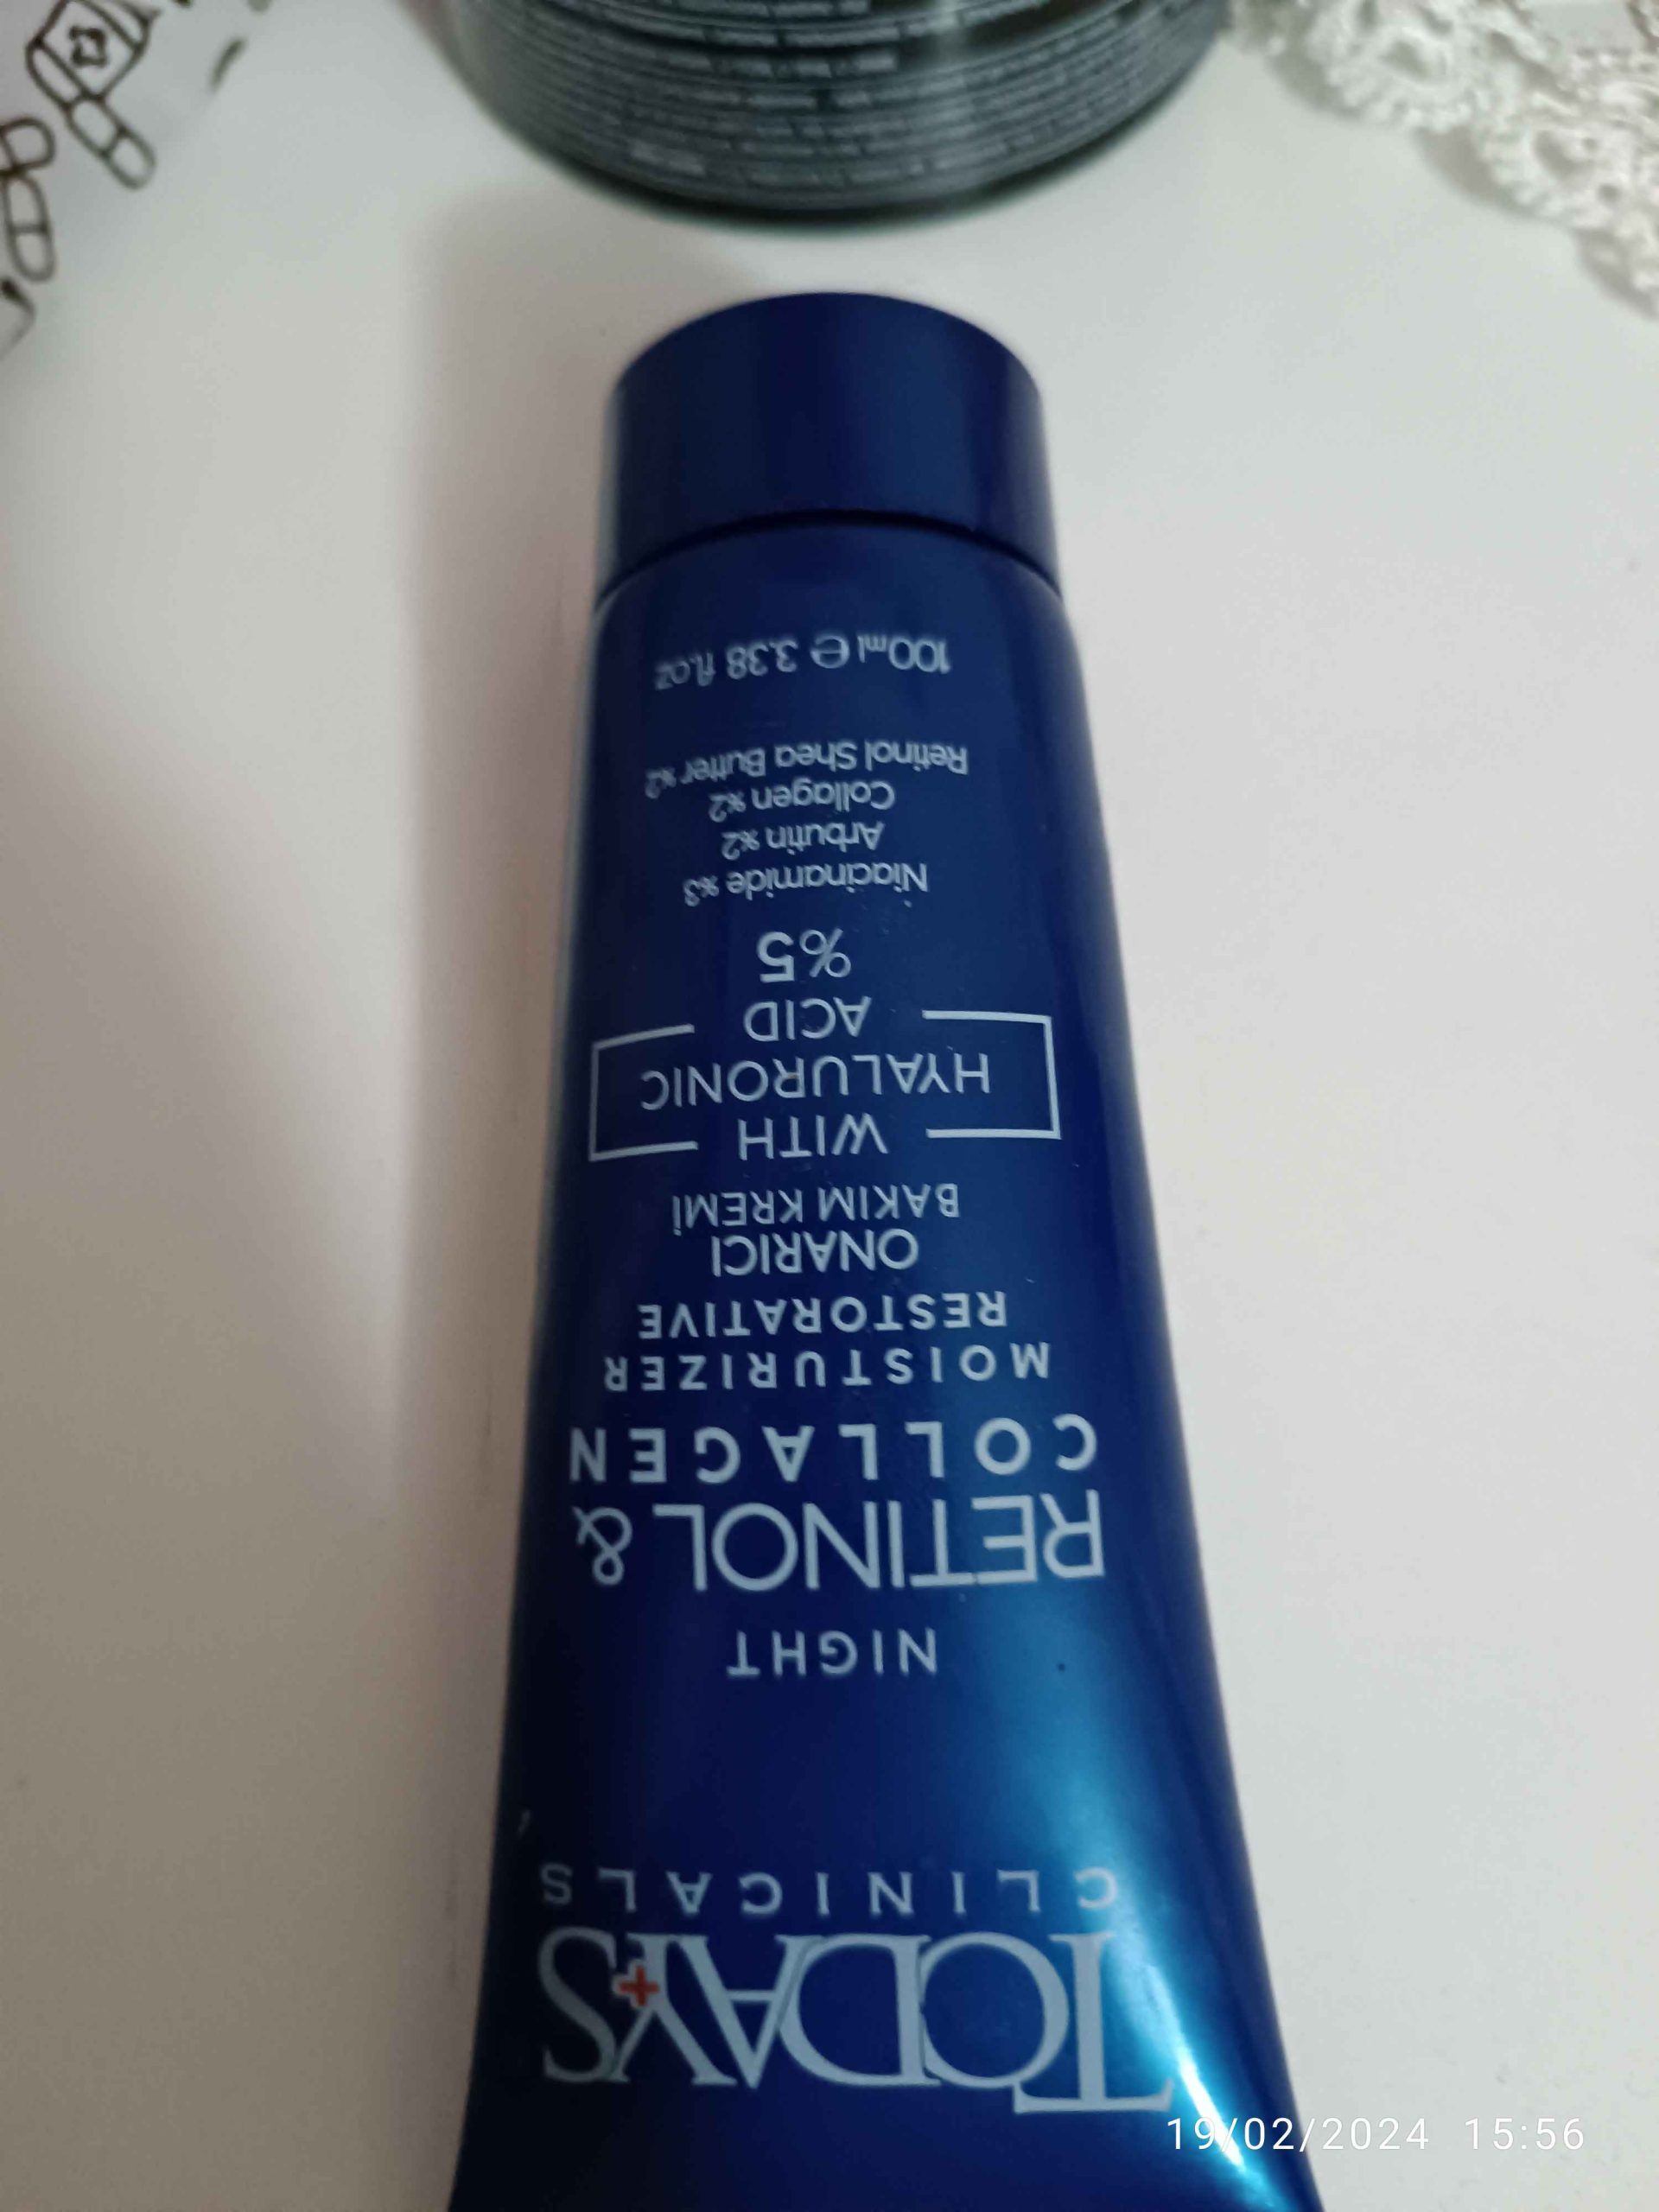 TODAY'S
CLINICALS
NIGHT
RETINOL &
COLLAGEN
MOISTURIZER
RESTORATIVE
ONARICI
BAKIM KREMİ
WITH
HYALURONIC
ACID
%5
Niacinamide %3
Arbutin %2
Collagen %2
Retinol Shea Butter %2
100ml ℮ 3.38 fl.oz
19/02/2024 15:56